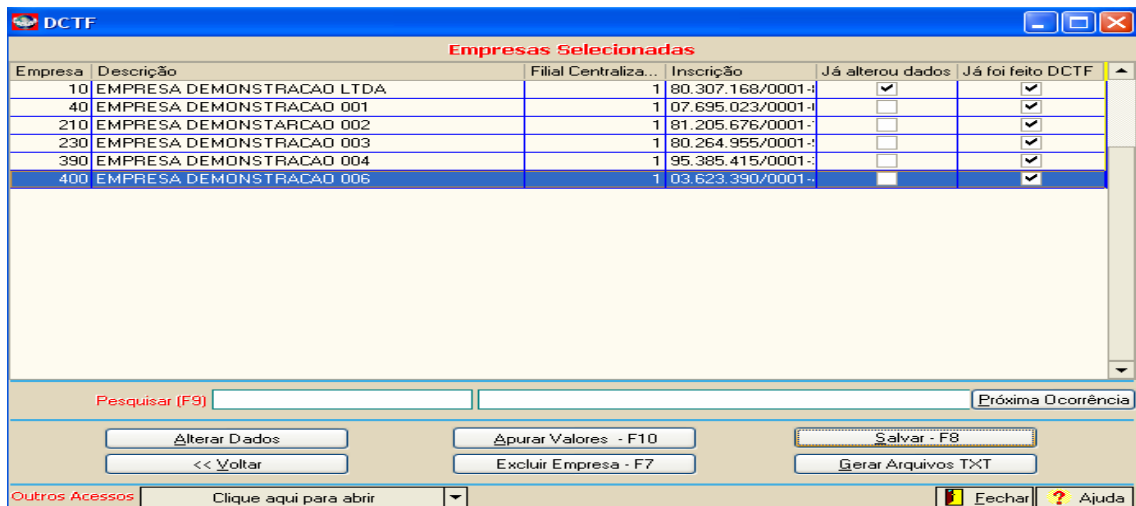 DCTF
Empresas Selecionadas
Empresa Descrição Filial Centraliza... Inscrição Já alterou dados Já foi feito DCTF
10 EMPRESA DEMONSTRACAO LTDA 1 80.307.168/0001-
40 EMPRESA DEMONSTRACAO 001 1 07.695.023/0001-
210 EMPRESA DEMONSTARCAO 002 1 81.205.676/0001-
230 EMPRESA DEMONSTRACAO 003 1 80.264.955/0001-
390 EMPRESA DEMONSTRACAO 004 1 95.385.415/0001-
400 EMPRESA DEMONSTRACAO 006 1 03.623.390/0001-
Pesquisar (F9) Próxima Ocorrência
Alterar Dados Apurar Valores - F10 Salvar - F8
<< Voltar Excluir Empresa - F7 Gerar Arquivos TXT
Outros Acessos Clique aqui para abrir Fechar ? Ajuda